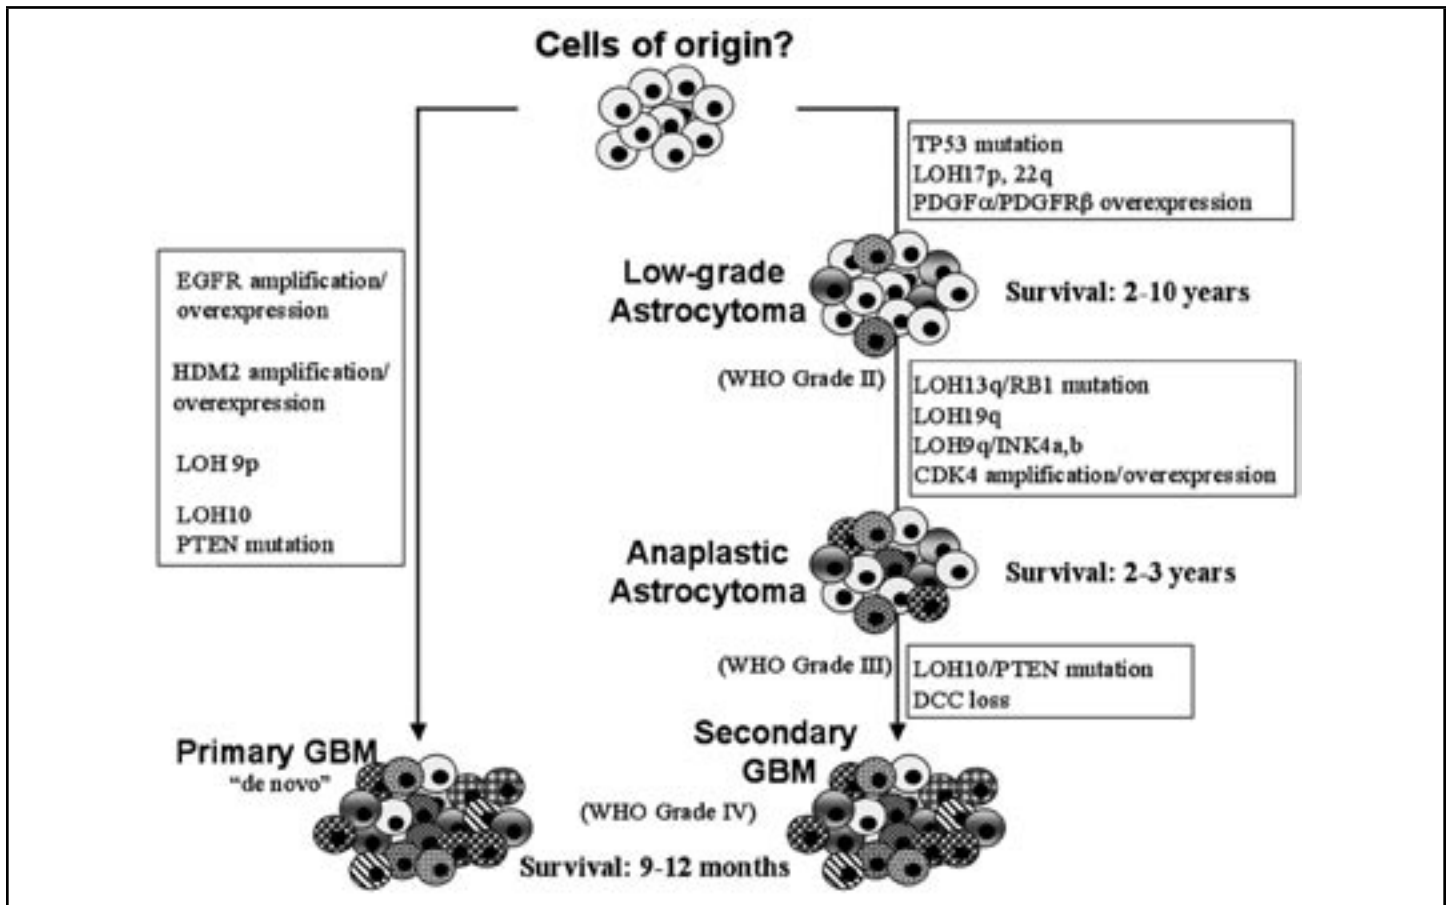 Cells of origin?
TP53 mutation
LOH17p, 22q
PDGFα/PDGFRβ overexpression
EGFR amplification/
overexpression
HDM2 amplification/
overexpression
LOH 9p
LOH10
PTEN mutation
Low-grade
Astrocytoma
Survival: 2-10 years
(WHO Grade II)
LOH13q/RB1 mutation
LOH19q
LOH9q/INK4a,b
CDK4 amplification/overexpression
Anaplastic
Astrocytoma
Survival: 2-3 years
(WHO Grade III)
LOH10/PTEN mutation
DCC loss
Primary GBM
“de novo”
Secondary
GBM
(WHO Grade IV)
Survival: 9-12 months